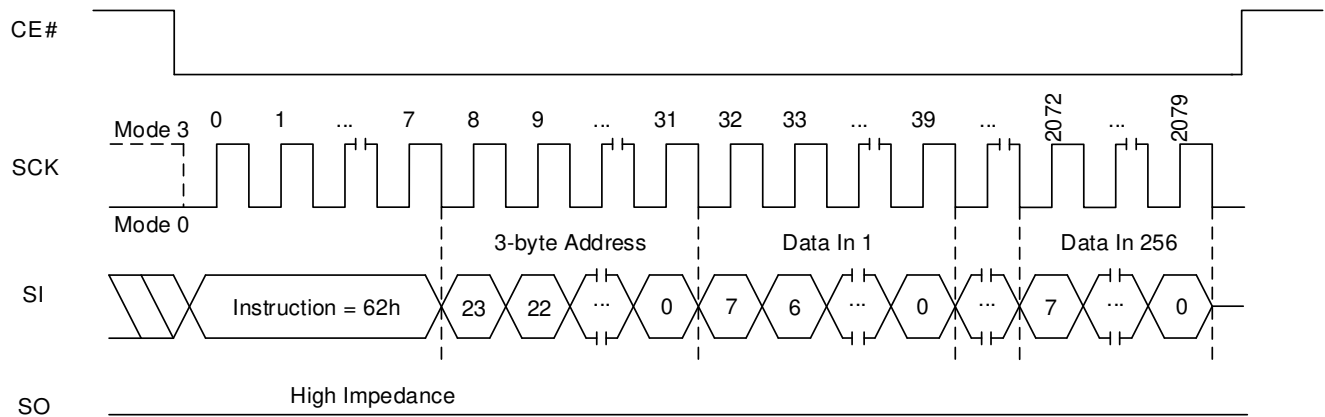 CE#
0 1 ... 7 8 9 ... 31 32 33 ... 39 ... 2072 ... 2079
Mode 3
SCK
Mode 0
3-byte Address Data In 1 Data In 256
SI Instruction = 62h 23 22 ... 0 7 6 ... 0 ... 7 ... 0
High Impedance
SO